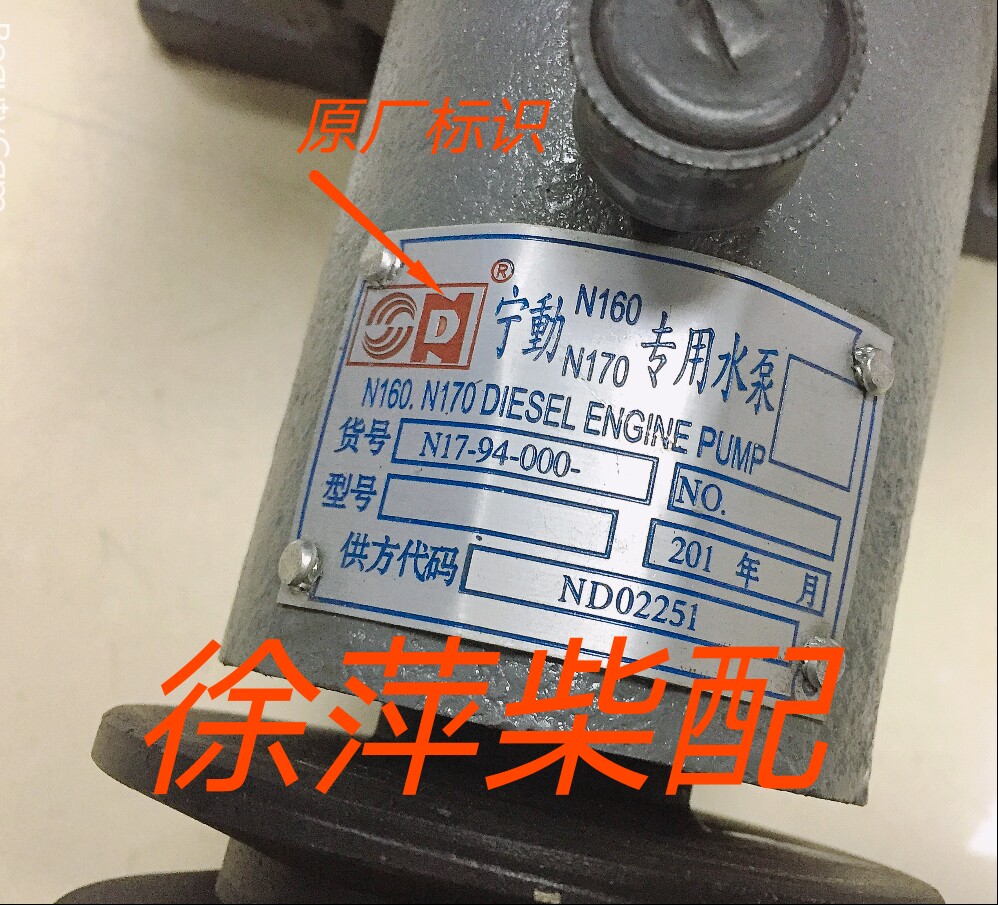 原厂标识
DN
®
宁動 N160 N170 专用水泵
N160. N170 DIESEL ENGINE PUMP
货号 N17-94-000-
NO.
型号
201 年 月
供方代码 ND02251
徐萍柴配